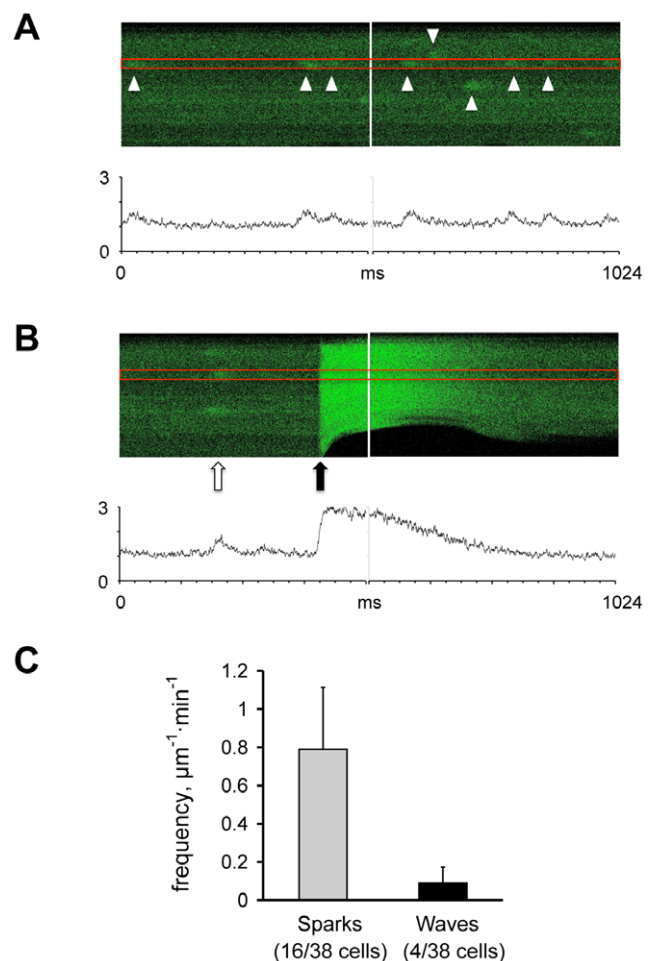 A
3
0
0 ms 1024
B
3
0
0 ms 1024
C
frequency, µm⁻¹·min⁻¹
1.2
1
0.8
0.6
0.4
0.2
0
Sparks Waves
(16/38 cells) (4/38 cells)